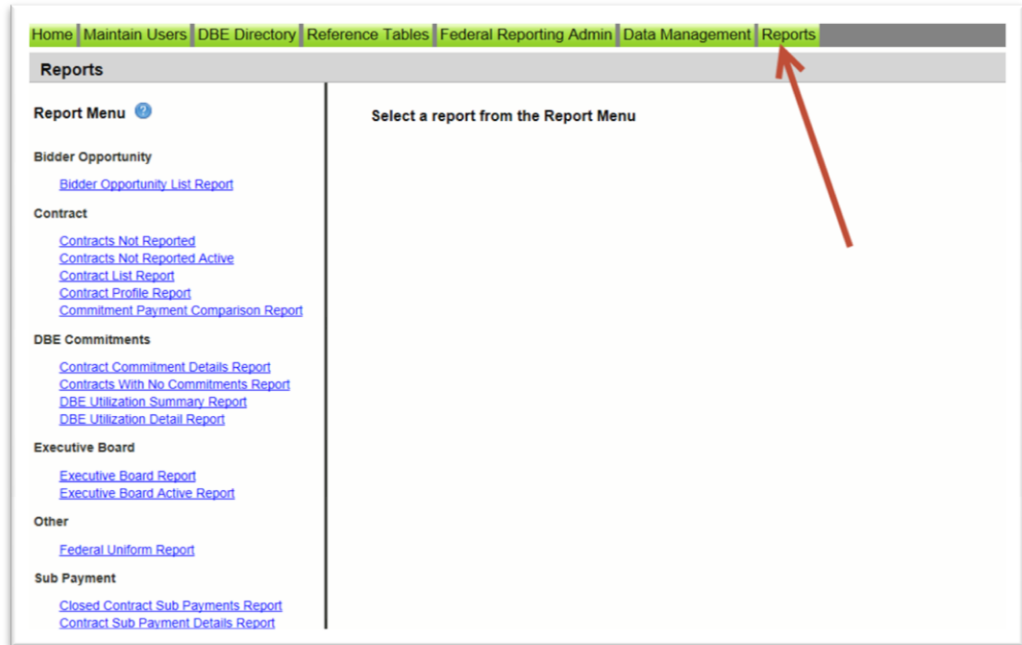 Home Maintain Users DBE Directory Reference Tables Federal Reporting Admin Data Management Reports
Reports
Report Menu ?
Select a report from the Report Menu
Bidder Opportunity
Bidder Opportunity List Report
Contract
Contracts Not Reported
Contracts Not Reported Active
Contract List Report
Contract Profile Report
Commitment Payment Comparison Report
DBE Commitments
Contract Commitment Details Report
Contracts With No Commitments Report
DBE Utilization Summary Report
DBE Utilization Detail Report
Executive Board
Executive Board Report
Executive Board Active Report
Other
Federal Uniform Report
Sub Payment
Closed Contract Sub Payments Report
Contract Sub Payment Details Report